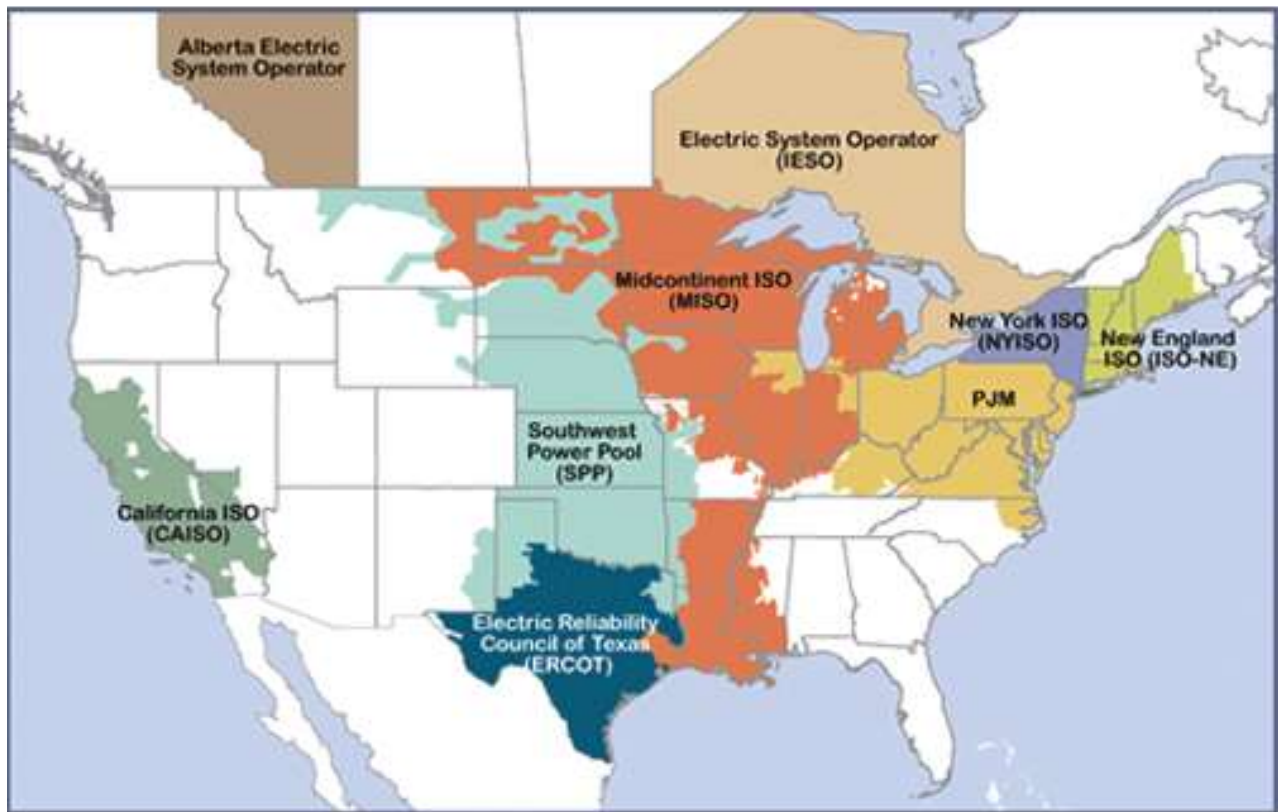 Alberta Electric
System Operator
Electric System Operator
(IESO)
Midcontinent ISO
(MISO)
New York ISO
(NYISO)
New England
ISO (ISO-NE)
PJM
Southwest
Power Pool
(SPP)
California ISO
(CAISO)
Electric Reliability
Council of Texas
(ERCOT)